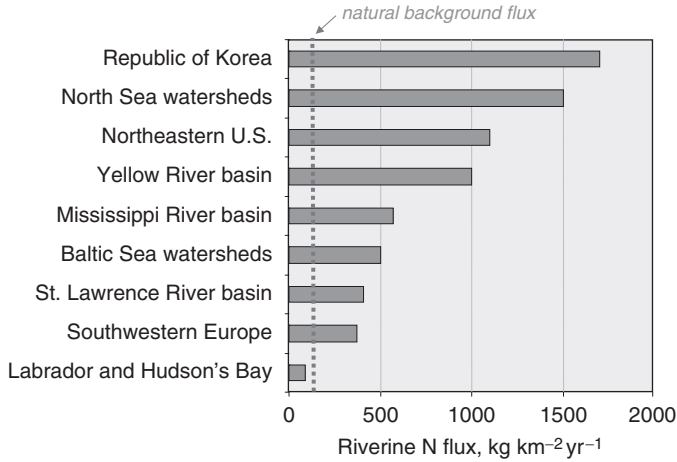 natural background flux
Republic of Korea
North Sea watersheds
Northeastern U.S.
Yellow River basin
Mississippi River basin
Baltic Sea watersheds
St. Lawrence River basin
Southwestern Europe
Labrador and Hudson's Bay
0 500 1000 1500 2000
Riverine N flux, kg km⁻² yr⁻¹